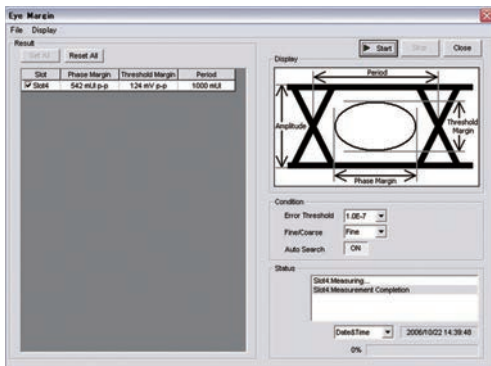 Eye Margin
File Display
Result
Set All Reset All
Slot Phase Margin Threshold Margin Period
Slot4 542 mUI p-p 124 mV p-p 1000 mUI
Start Stop Close
Display
Period
Amplitude
Threshold
Margin
Phase Margin
Condition
Error Threshold 1.0E-7
Fine/Coarse Fine
Auto Search ON
Status
Slot4:Measuring...
Slot4:Measurement Completion
Date&Time 2006/10/22 14:39:48
0%